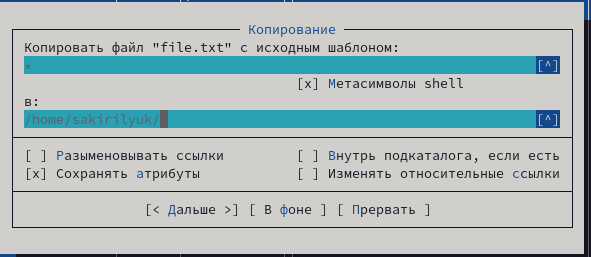 Копирование
Копировать файл "file.txt" с исходным шаблоном:
* [^]
[x] Метасимволы shell
в:
/home/sakirilyuk/ [^]
[ ] Разыменовывать ссылки [ ] Внутрь подкаталога, если есть
[x] Сохранять атрибуты [ ] Изменять относительные ссылки
[< Дальше >] [ В фоне ] [ Прервать ]